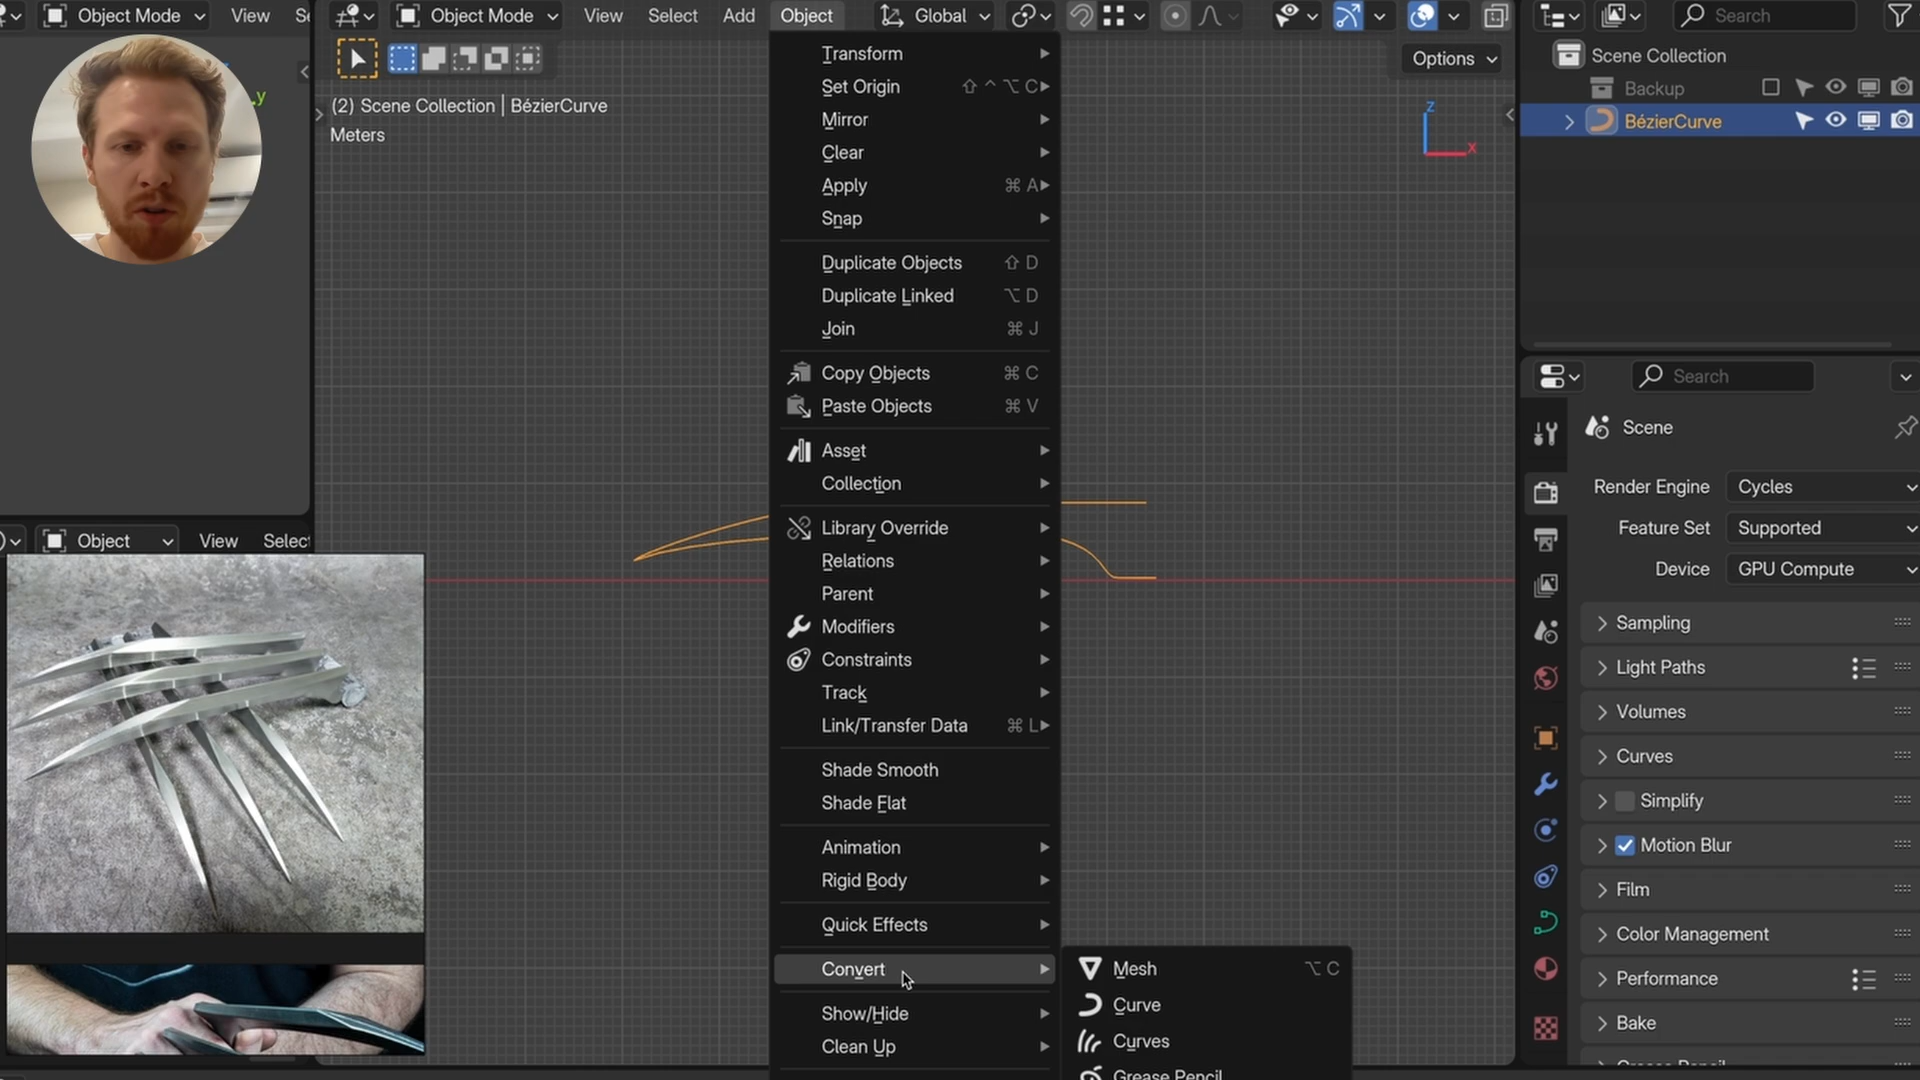 Object Mode
View
Se
Object Mode
View
Select
Add
Object
Global
Search
Options
Scene Collection
Backup
BézierCurve
(2) Scene Collection | BézierCurve
Meters
y
Z
X
Transform
Set Origin ⇧ ^ ⌥ C
Mirror
Clear
Apply ⌘ A
Snap
Duplicate Objects ⇧ D
Duplicate Linked ⌥ D
Join ⌘ J
Copy Objects ⌘ C
Paste Objects ⌘ V
Asset
Collection
Library Override
Relations
Parent
Modifiers
Constraints
Track
Link/Transfer Data ⌘ L
Shade Smooth
Shade Flat
Animation
Rigid Body
Quick Effects
Convert
Show/Hide
Clean Up
Mesh ⌥ C
Curve
Curves
Grease Pencil
Object
View
Selec
Search
Scene
Render Engine Cycles
Feature Set Supported
Device GPU Compute
Sampling
Light Paths
Volumes
Curves
Simplify
Motion Blur
Film
Color Management
Performance
Bake
Grease Pencil